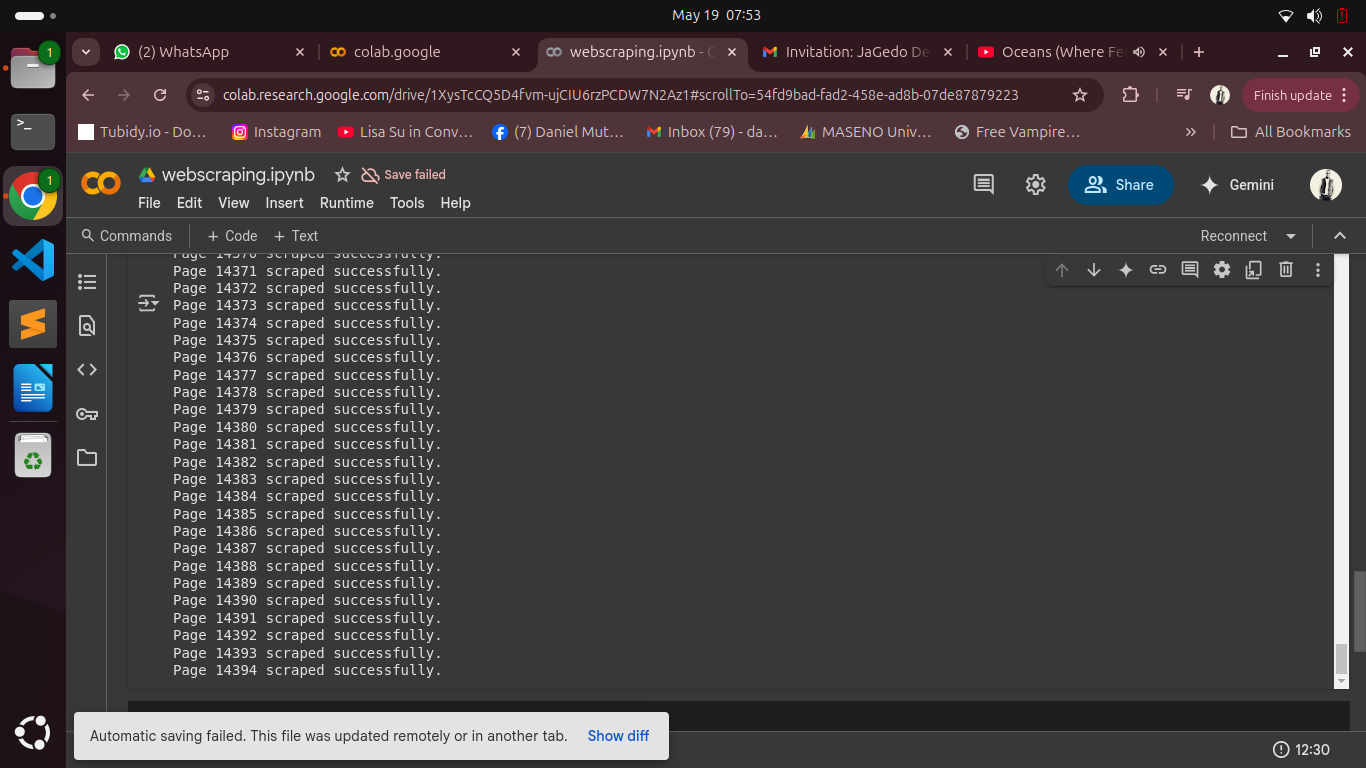 May 19 07:53
(2) WhatsApp
colab.google
webscraping.ipynb - C
Invitation: JaGedo De
Oceans (Where Fe
colab.research.google.com/drive/1XysTcCQ5D4fvm-ujCIU6rzPCDW7N2Az1#scrollTo=54fd9bad-fad2-458e-ad8b-07de87879223
Finish update
Tubidy.io - Do...
Instagram
Lisa Su in Conv...
(7) Daniel Mut...
Inbox (79) - da...
MASENO Univ...
Free Vampire...
»
All Bookmarks
webscraping.ipynb
Save failed
File Edit View Insert Runtime Tools Help
Share
Gemini
Commands
+ Code + Text
Reconnect
Page 14370 scraped successfully.
Page 14371 scraped successfully.
Page 14372 scraped successfully.
Page 14373 scraped successfully.
Page 14374 scraped successfully.
Page 14375 scraped successfully.
Page 14376 scraped successfully.
Page 14377 scraped successfully.
Page 14378 scraped successfully.
Page 14379 scraped successfully.
Page 14380 scraped successfully.
Page 14381 scraped successfully.
Page 14382 scraped successfully.
Page 14383 scraped successfully.
Page 14384 scraped successfully.
Page 14385 scraped successfully.
Page 14386 scraped successfully.
Page 14387 scraped successfully.
Page 14388 scraped successfully.
Page 14389 scraped successfully.
Page 14390 scraped successfully.
Page 14391 scraped successfully.
Page 14392 scraped successfully.
Page 14393 scraped successfully.
Page 14394 scraped successfully.
Automatic saving failed. This file was updated remotely or in another tab. Show diff
12:30
1
1
>_